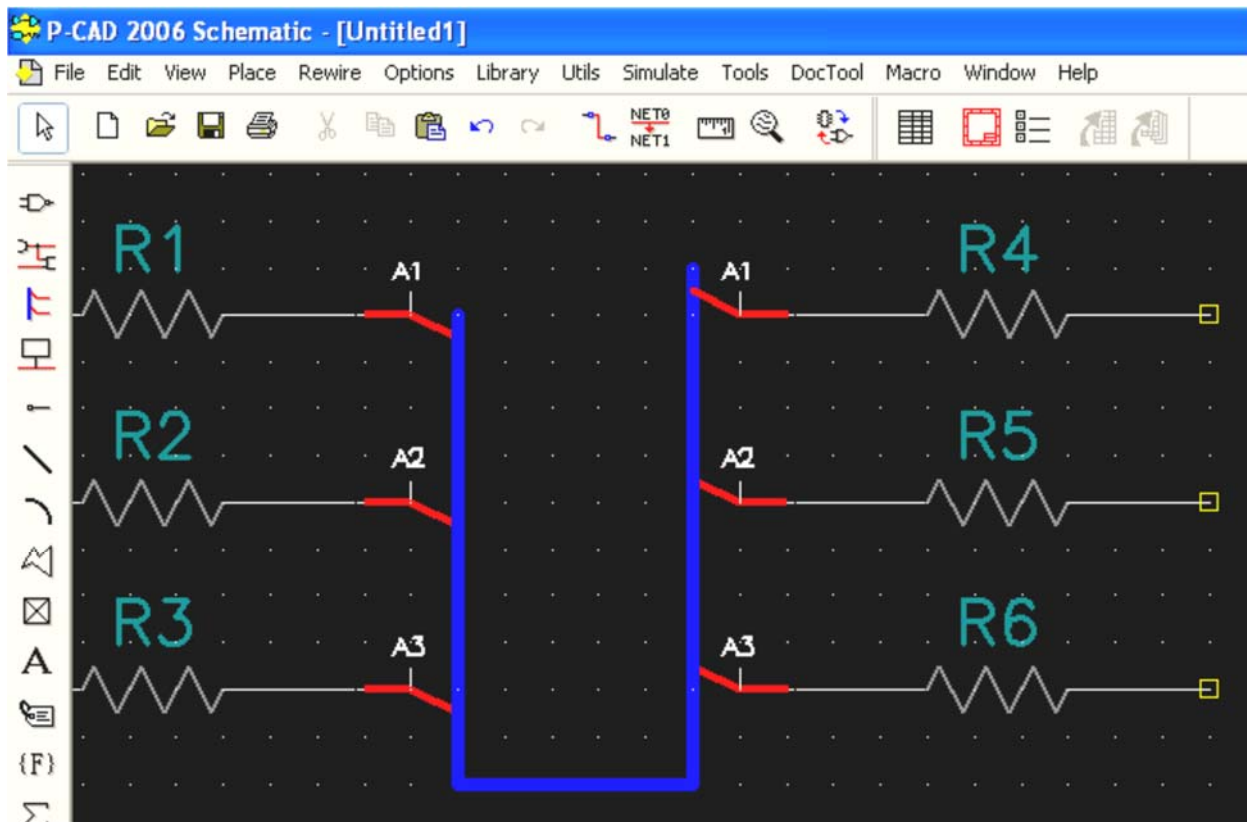 P-CAD 2006 Schematic - [Untitled1]
File Edit View Place Rewire Options Library Utils Simulate Tools DocTool Macro Window Help
NET0
NET1
R1 A1 A1 R4
R2 A2 A2 R5
R3 A3 A3 R6
A
{F}
Σ